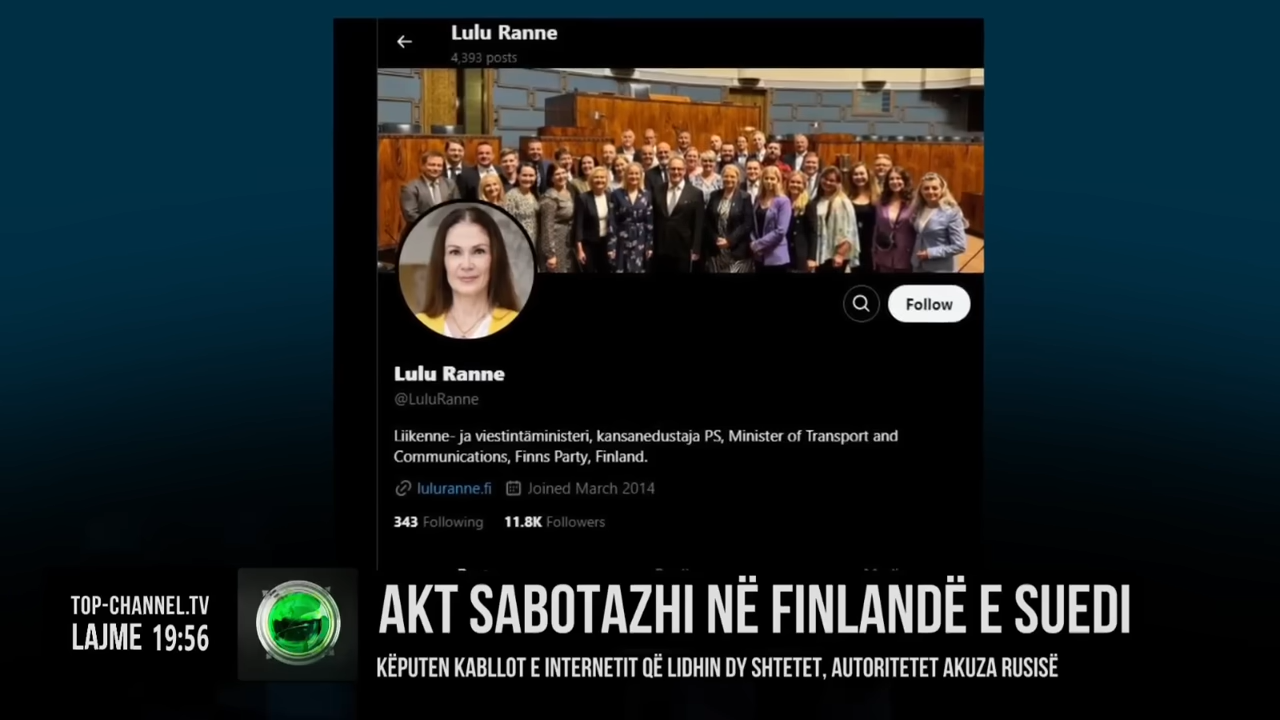 Lulu Ranne
4,393 posts
Follow
Lulu Ranne
@LuluRanne
Liikenne- ja viestintäministeri, kansanedustaja PS, Minister of Transport and
Communications, Finns Party, Finland.
luluranne.fi Joined March 2014
343 Following 11.8K Followers
TOP-CHANNEL.TV
LAJME 19:56
AKT SABOTAZHI NË FINLANDË E SUEDI
KËPUTEN KABLLOT E INTERNETIT QË LIDHIN DY SHTETET, AUTORITETET AKUZA RUSISË